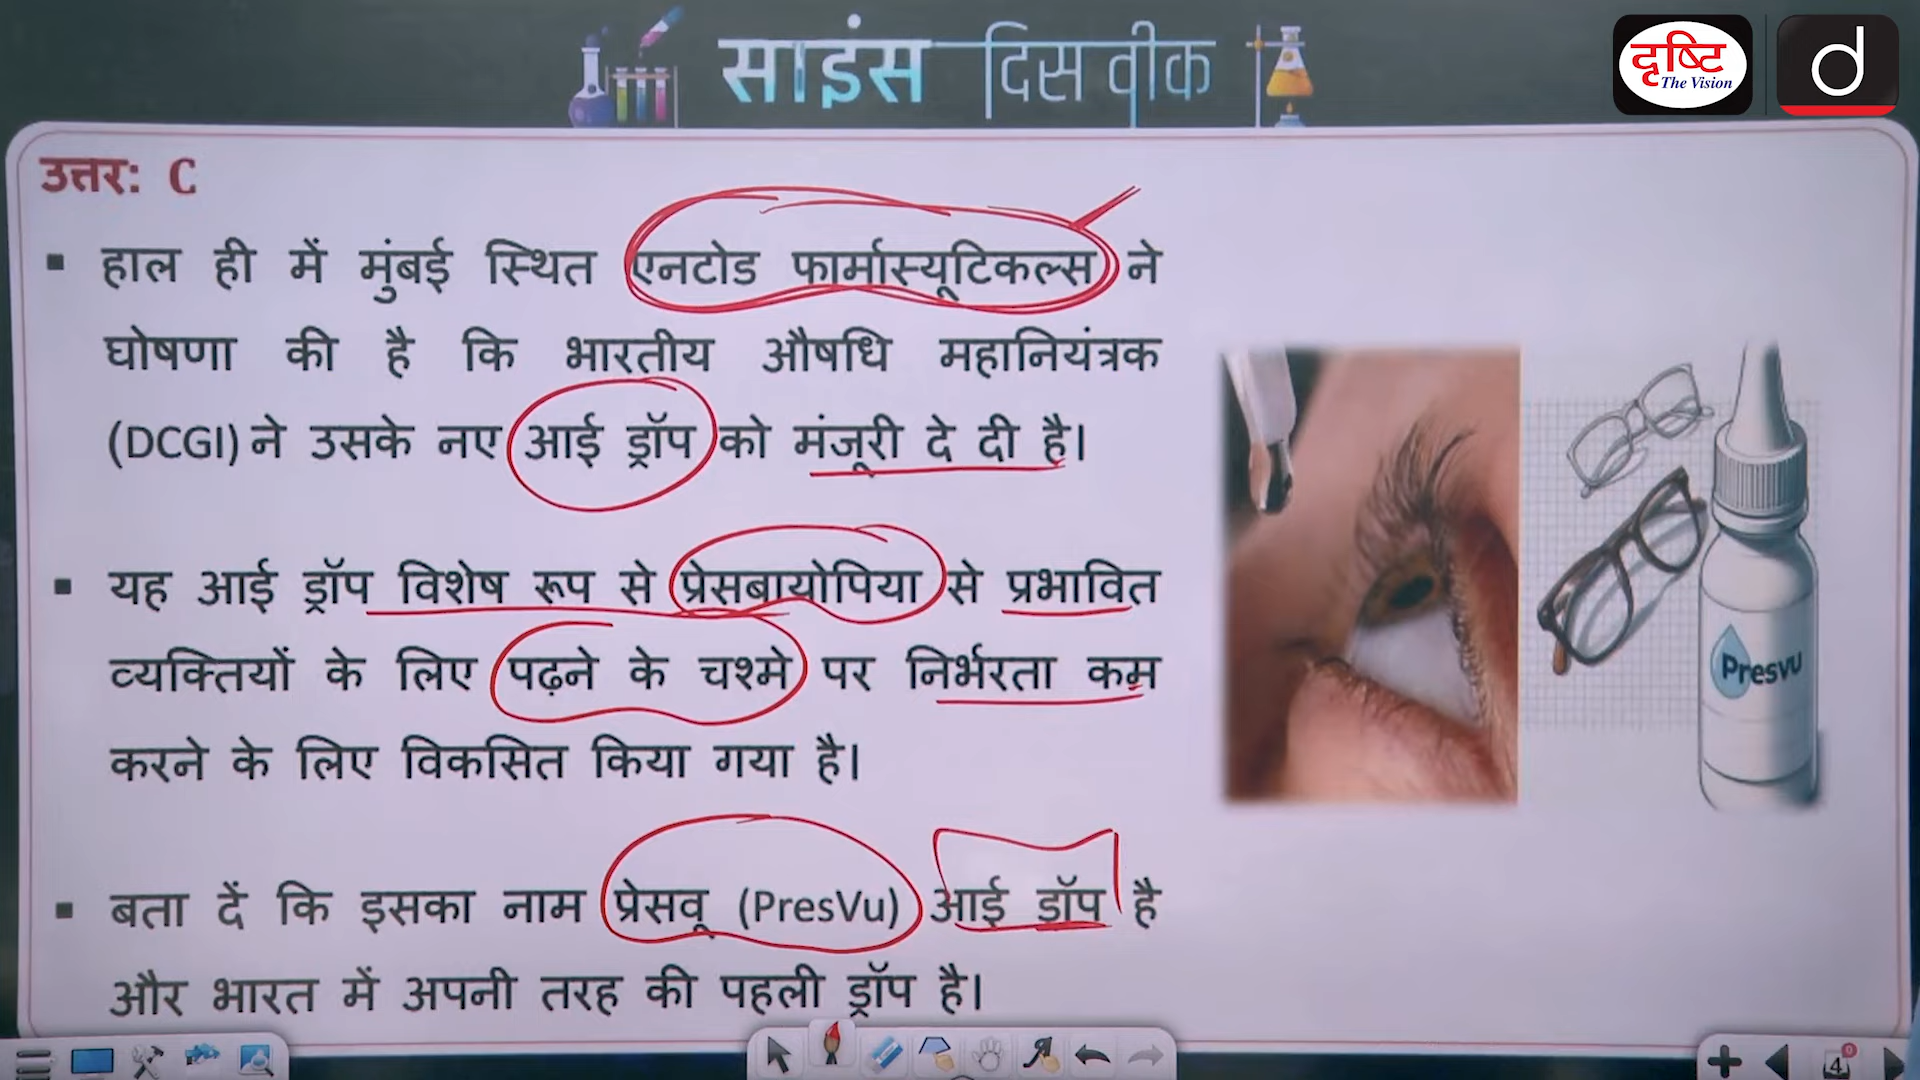 साइंस दिस वीक
दृष्टि
The Vision
d
उत्तर: C
▪ हाल ही में मुंबई स्थित एनटोड फार्मास्यूटिकल्स ने
घोषणा की है कि भारतीय औषधि महानियंत्रक
(DCGI) ने उसके नए आई ड्रॉप को मंजूरी दे दी है।
▪ यह आई ड्रॉप विशेष रूप से प्रेसबायोपिया से प्रभावित
व्यक्तियों के लिए पढ़ने के चश्मे पर निर्भरता कम
करने के लिए विकसित किया गया है।
▪ बता दें कि इसका नाम प्रेसवू (PresVu) आई ड्रॉप है
और भारत में अपनी तरह की पहली ड्रॉप है।
Presvu
4
0